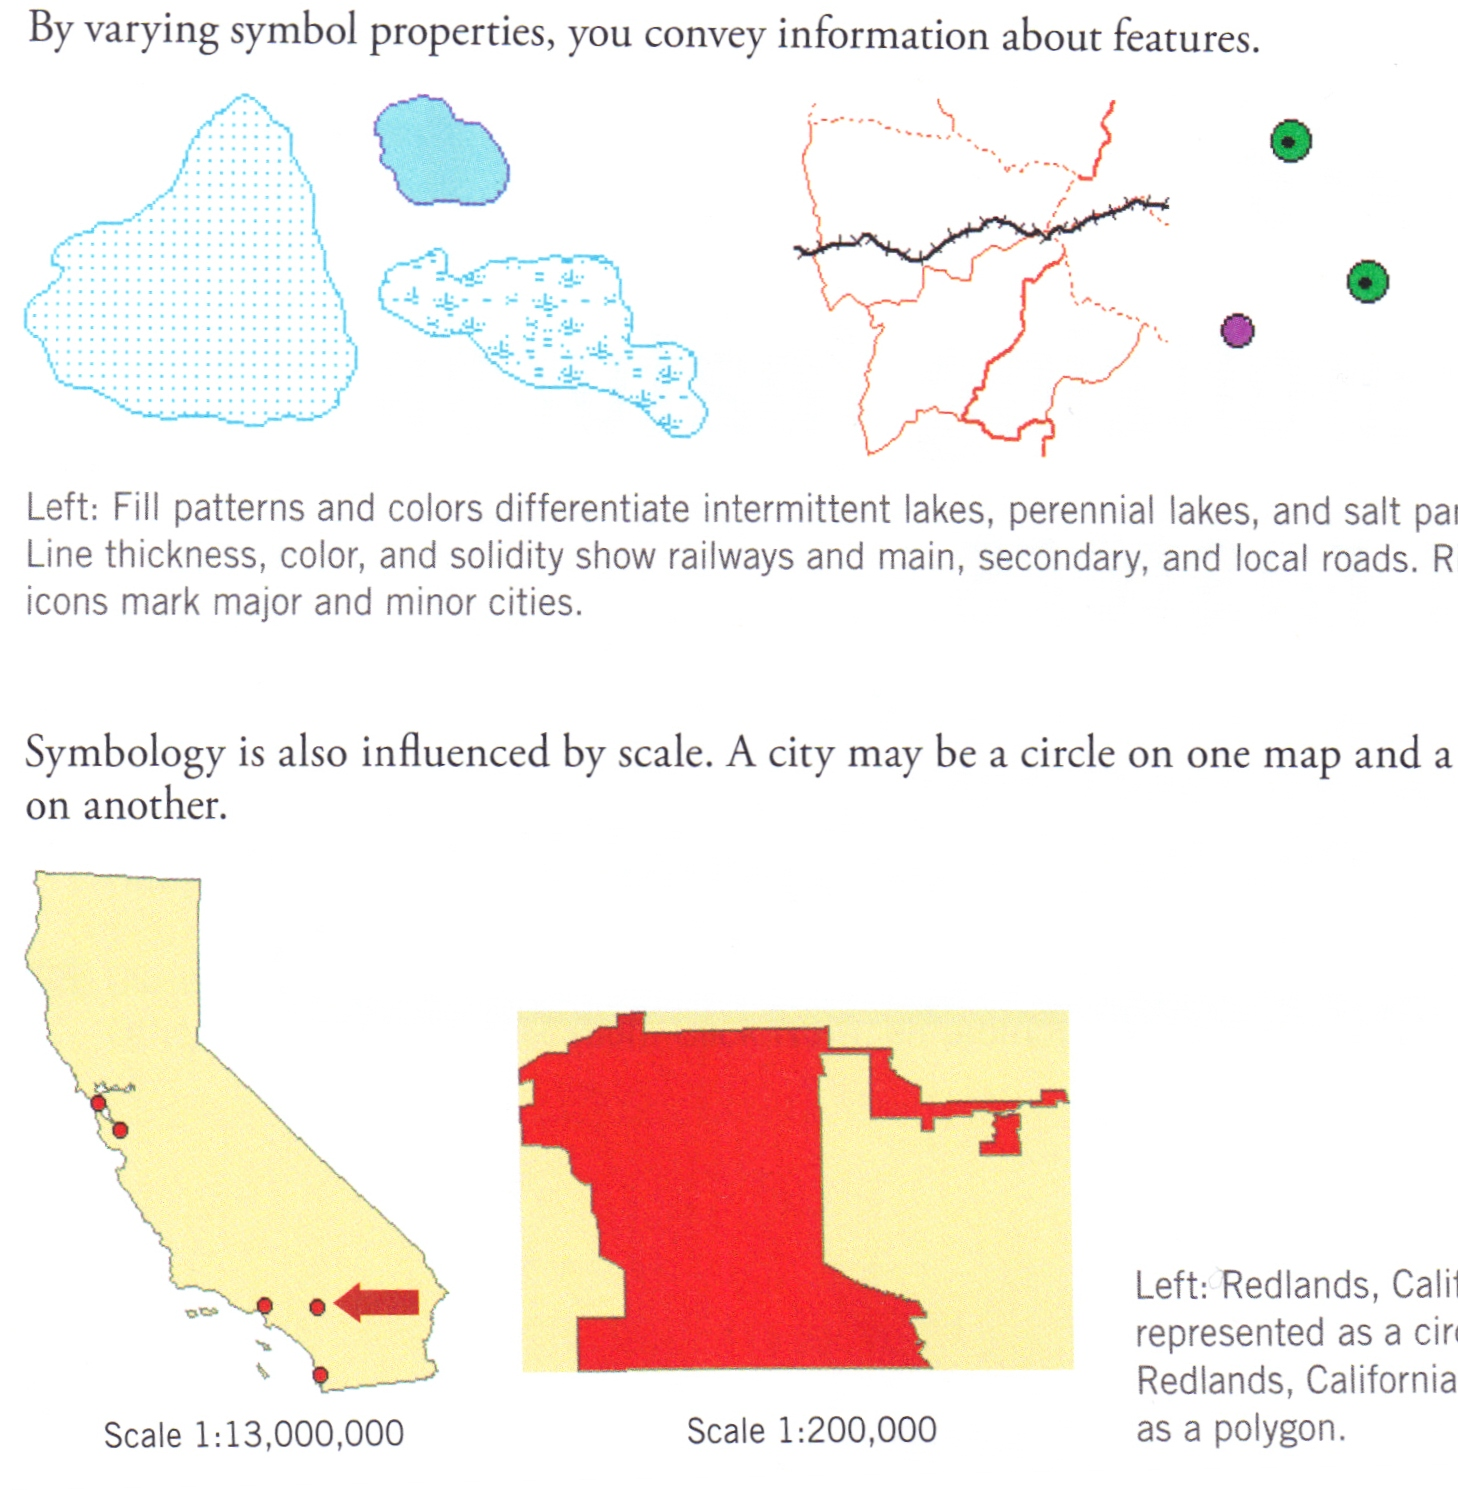 By varying symbol properties, you convey information about features.
Left: Fill patterns and colors differentiate intermittent lakes, perennial lakes, and salt
Line thickness, color, and solidity show railways and main, secondary, and local roads.
icons mark major and minor cities.
Symbology is also influenced by scale. A city may be a circle on one map and a
on another.
Scale 1:13,000,000
Scale 1:200,000
Left: Redlands,
represented as a
Redlands, California
as a polygon.